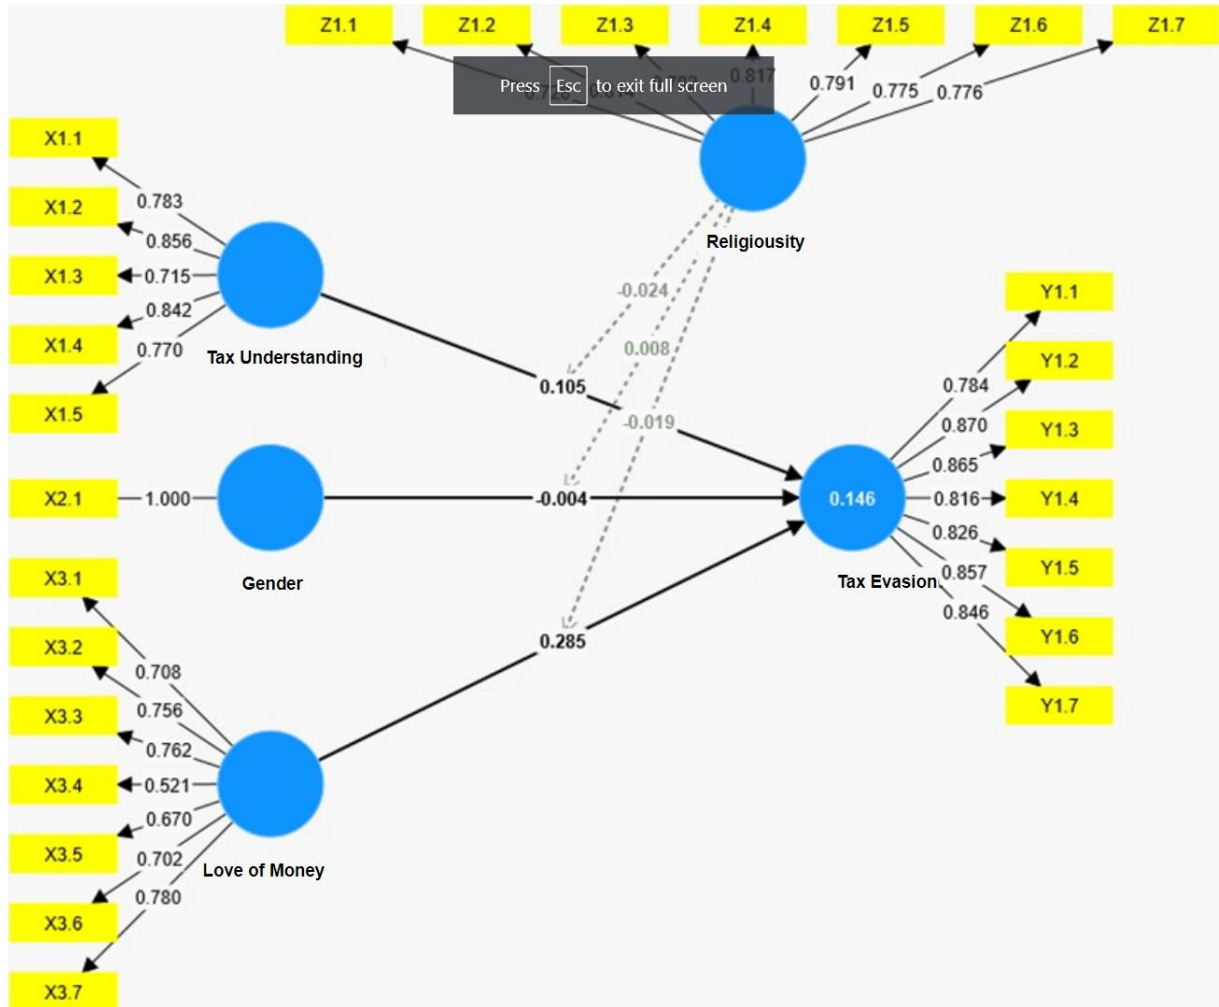 Z1.1 Z1.2 Z1.3 Z1.4 Z1.5 Z1.6 Z1.7
Press Esc to exit full screen
0.817
0.791
0.775
0.776
X1.1
X1.2
X1.3
X1.4
X1.5
0.783
0.856
0.715
0.842
0.770
Tax Understanding
Religiousity
-0.024
0.008
-0.019
0.105
X2.1
1.000
Gender
-0.004
X3.1
X3.2
X3.3
X3.4
X3.5
X3.6
X3.7
0.708
0.756
0.762
0.521
0.670
0.702
0.780
Love of Money
0.285
0.146
Tax Evasion
0.784
0.870
0.865
0.816
0.826
0.857
0.846
Y1.1
Y1.2
Y1.3
Y1.4
Y1.5
Y1.6
Y1.7